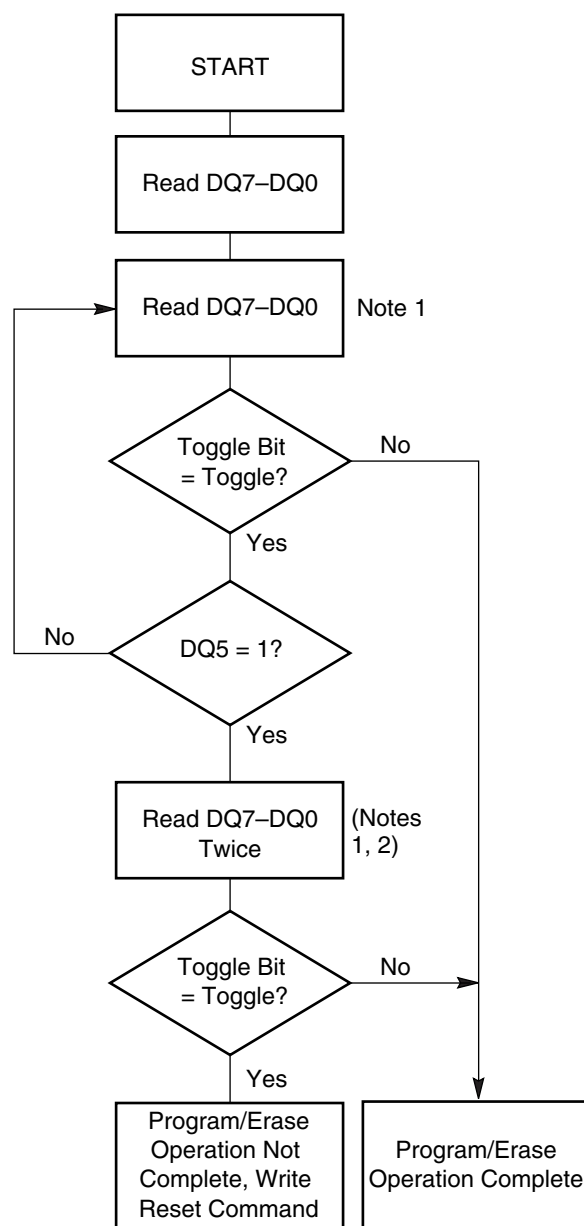 START
Read DQ7–DQ0
Read DQ7–DQ0
Note 1
Toggle Bit
= Toggle?
No
Yes
No
DQ5 = 1?
Yes
Read DQ7–DQ0
Twice
(Notes
1, 2)
Toggle Bit
= Toggle?
No
Yes
Program/Erase
Operation Not
Complete, Write
Reset Command
Program/Erase
Operation Complete